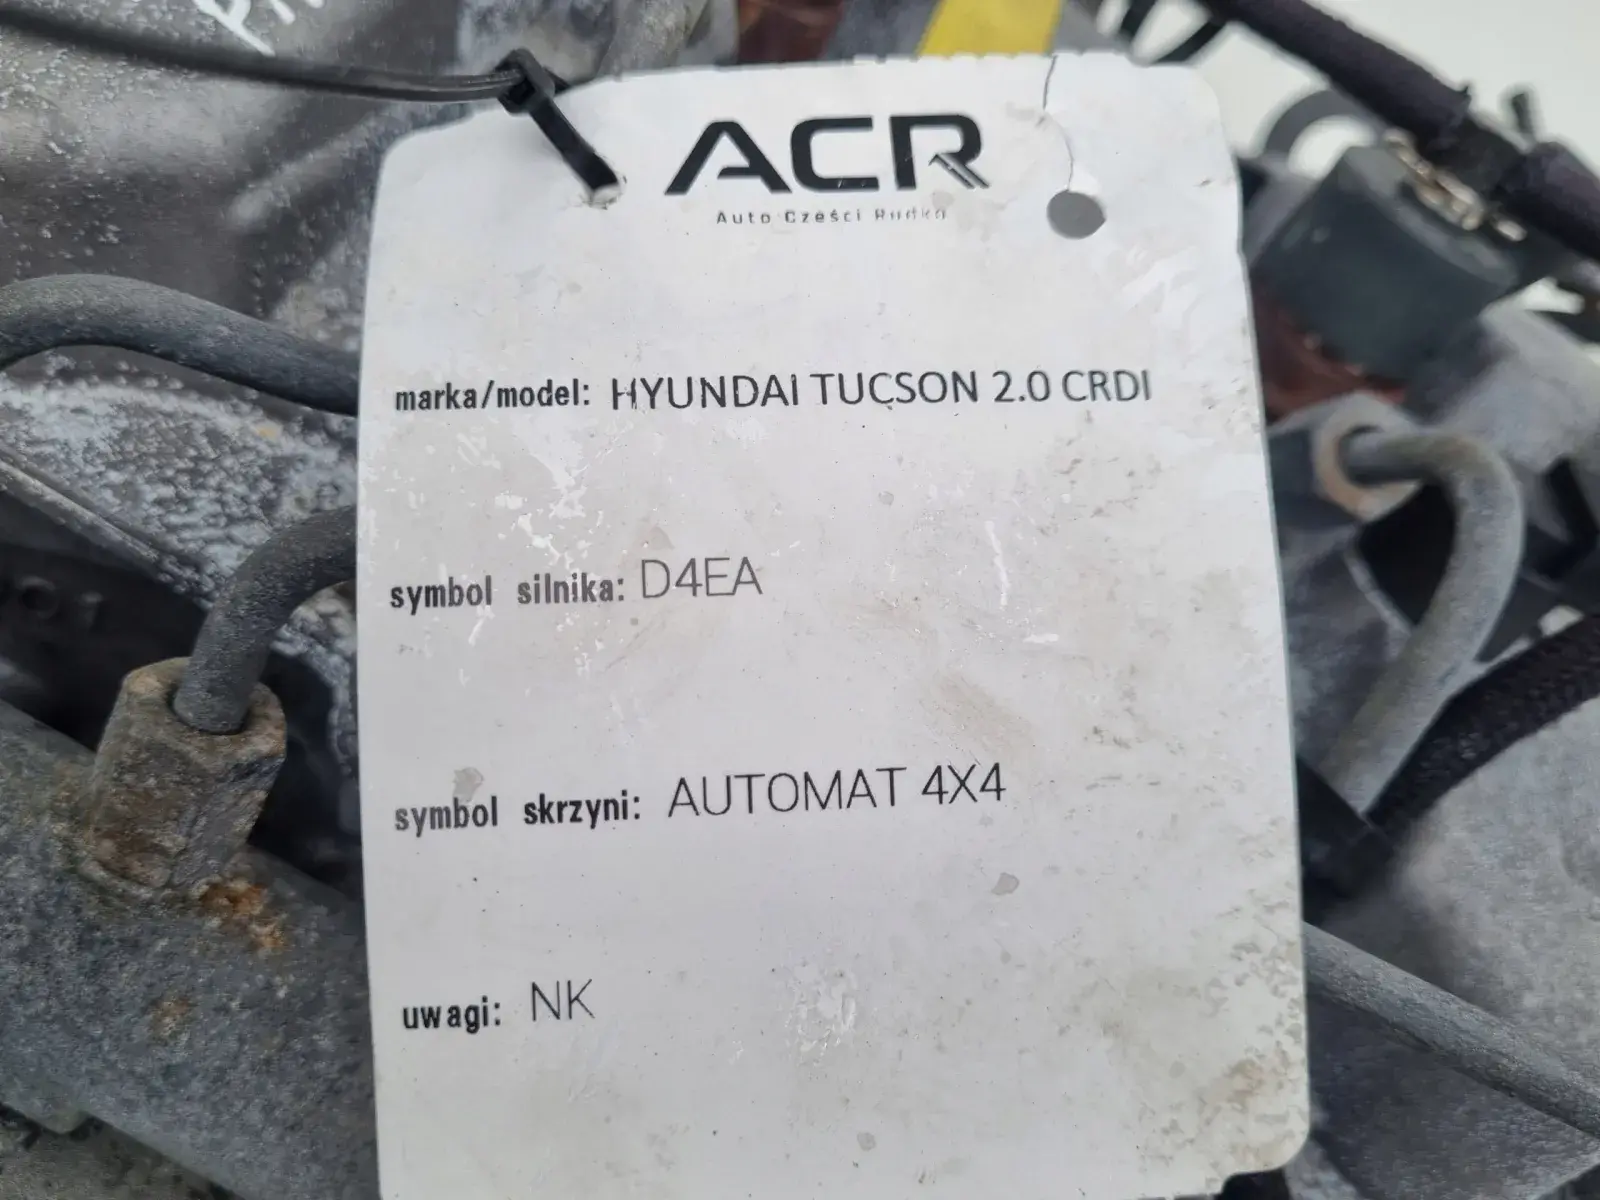 ACR
Auto Części Rudka
marka/model: HYUNDAI TUCSON 2.0 CRDI
symbol silnika: D4EA
symbol skrzyni: AUTOMAT 4X4
uwagi: NK